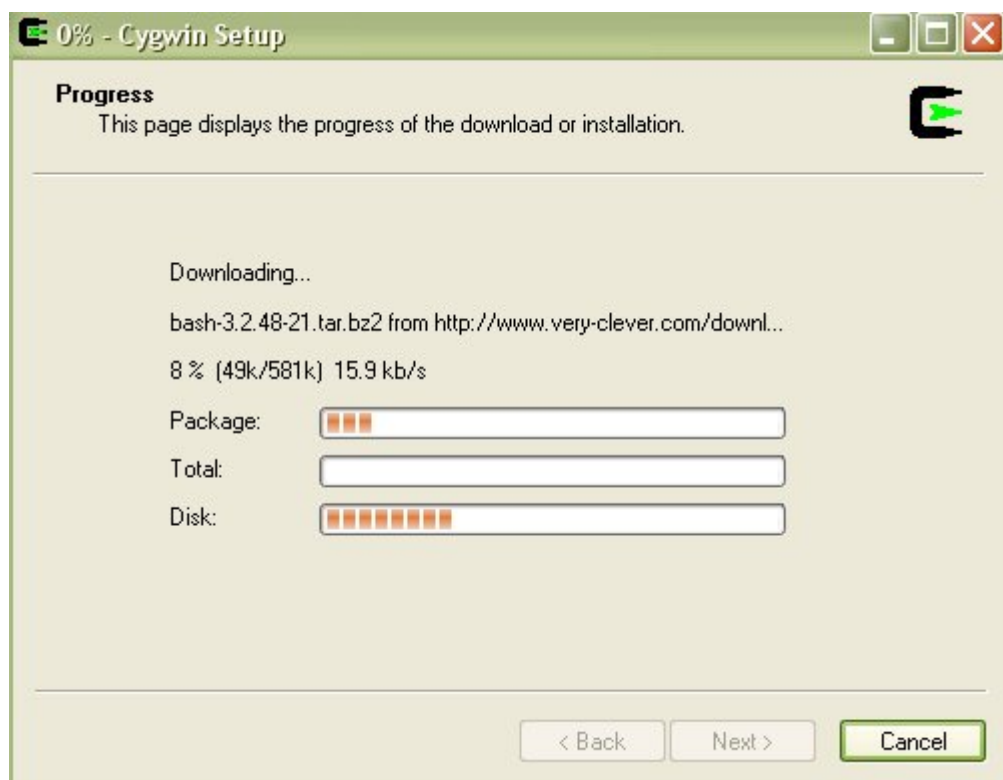 0% - Cygwin Setup
Progress
This page displays the progress of the download or installation.
Downloading...
bash-3.2.48-21.tar.bz2 from http://www.very-clever.com/downl...
8 % (49k/581k) 15.9 kb/s
Package:
Total:
Disk:
< Back Next > Cancel